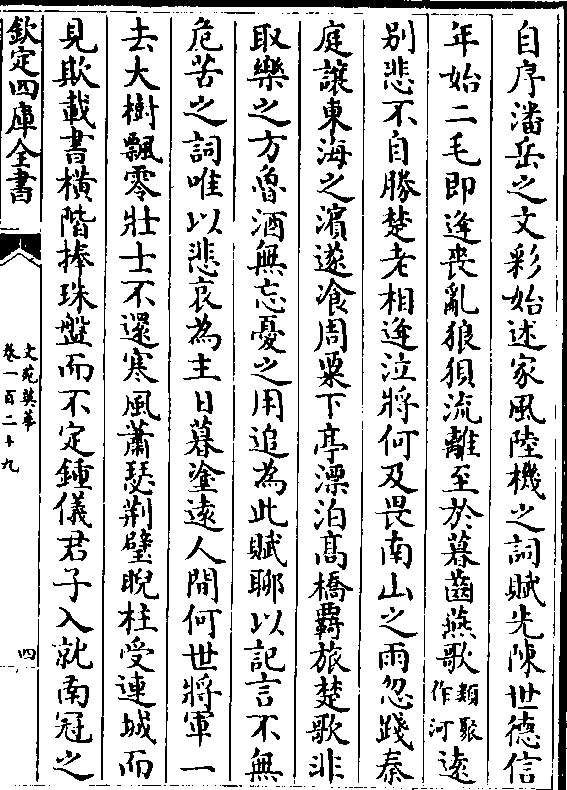 自序潘岳之文彩始述家風陸機之詞賦先陳世德信
年始二毛即逢喪亂狼狽流離至於暮齒燕歌類聚作河逺
别悲不自勝楚老相逢泣將何及畏南山之雨忽踐秦
庭讓東海之濵遂飡周粟下亭漂泊髙橋覊旅楚歌非
取樂之方魯酒無忘憂之用追為此賦聊以記言不無
危苦之詞唯以悲哀為主日暮塗逺人間何世將軍一
去大樹飄零壯士不還寒風蕭瑟荆璧睨柱受連城而
見欺載書横階捧珠盤而不定鍾儀君子入就南冠之
欽定四庫全書
文苑英華
卷一百二十九
四